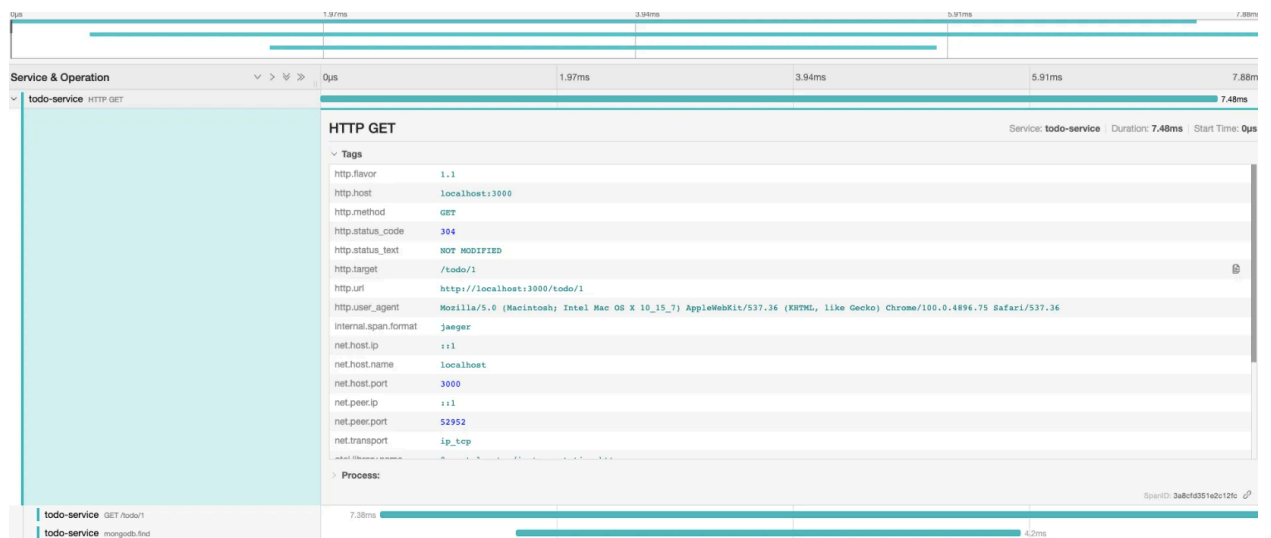 0μs 1.97ms 3.94ms 5.91ms 7.88m
Service & Operation 0μs 1.97ms 3.94ms 5.91ms 7.88m
todo-service HTTP GET 7.48ms
HTTP GET Service: todo-service Duration: 7.48ms Start Time: 0μs
Tags
http.flavor 1.1
http.host localhost:3000
http.method GET
http.status_code 304
http.status_text NOT MODIFIED
http.target /todo/1
http.url http://localhost:3000/todo/1
http.user_agent Mozilla/5.0 (Macintosh; Intel Mac OS X 10_15_7) AppleWebKit/537.36 (KHTML, like Gecko) Chrome/100.0.4896.75 Safari/537.36
internal.span.format jaeger
net.host.ip ::1
net.host.name localhost
net.host.port 3000
net.peer.ip ::1
net.peer.port 52952
net.transport ip_tcp
Process:
SpanID: 3a8cfd351e2c12fc
todo-service GET /todo/1 7.38ms
todo-service mongodb.find 4.2ms